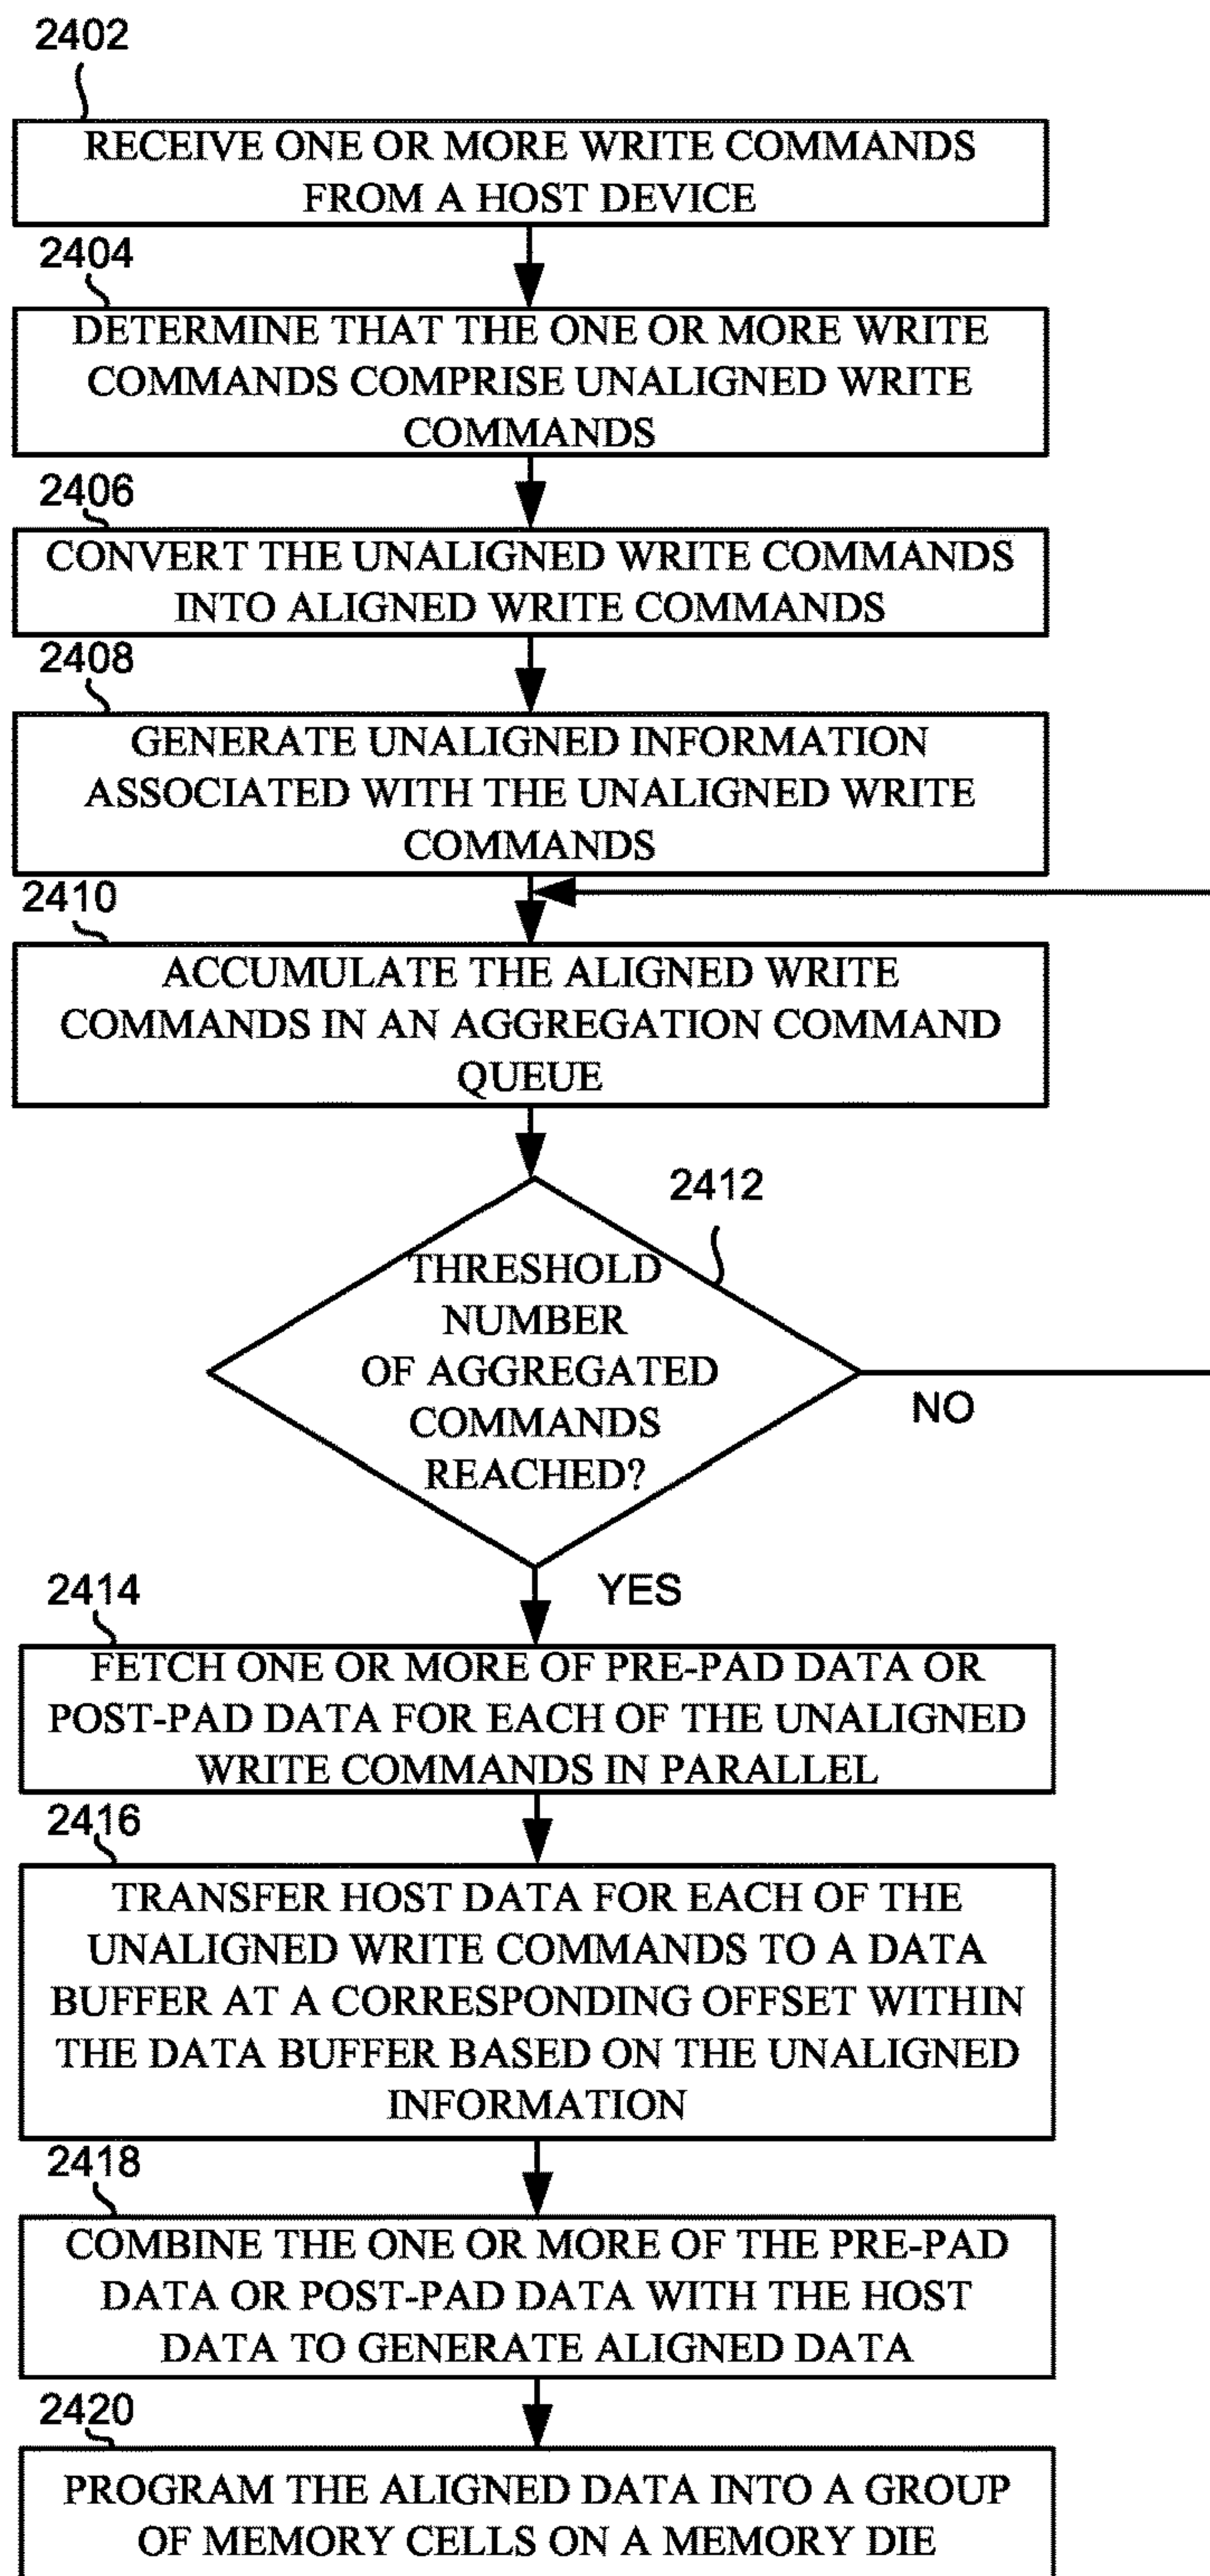 2402
RECEIVE ONE OR MORE WRITE COMMANDS
FROM A HOST DEVICE
2404
DETERMINE THAT THE ONE OR MORE WRITE
COMMANDS COMPRISE UNALIGNED WRITE
COMMANDS
2406
CONVERT THE UNALIGNED WRITE COMMANDS
INTO ALIGNED WRITE COMMANDS
2408
GENERATE UNALIGNED INFORMATION
ASSOCIATED WITH THE UNALIGNED WRITE
COMMANDS
2410
ACCUMULATE THE ALIGNED WRITE
COMMANDS IN AN AGGREGATION COMMAND
QUEUE
2412
THRESHOLD
NUMBER
OF AGGREGATED
COMMANDS
REACHED?
NO
YES
2414
FETCH ONE OR MORE OF PRE-PAD DATA OR
POST-PAD DATA FOR EACH OF THE UNALIGNED
WRITE COMMANDS IN PARALLEL
2416
TRANSFER HOST DATA FOR EACH OF THE
UNALIGNED WRITE COMMANDS TO A DATA
BUFFER AT A CORRESPONDING OFFSET WITHIN
THE DATA BUFFER BASED ON THE UNALIGNED
INFORMATION
2418
COMBINE THE ONE OR MORE OF THE PRE-PAD
DATA OR POST-PAD DATA WITH THE HOST
DATA TO GENERATE ALIGNED DATA
2420
PROGRAM THE ALIGNED DATA INTO A GROUP
OF MEMORY CELLS ON A MEMORY DIE